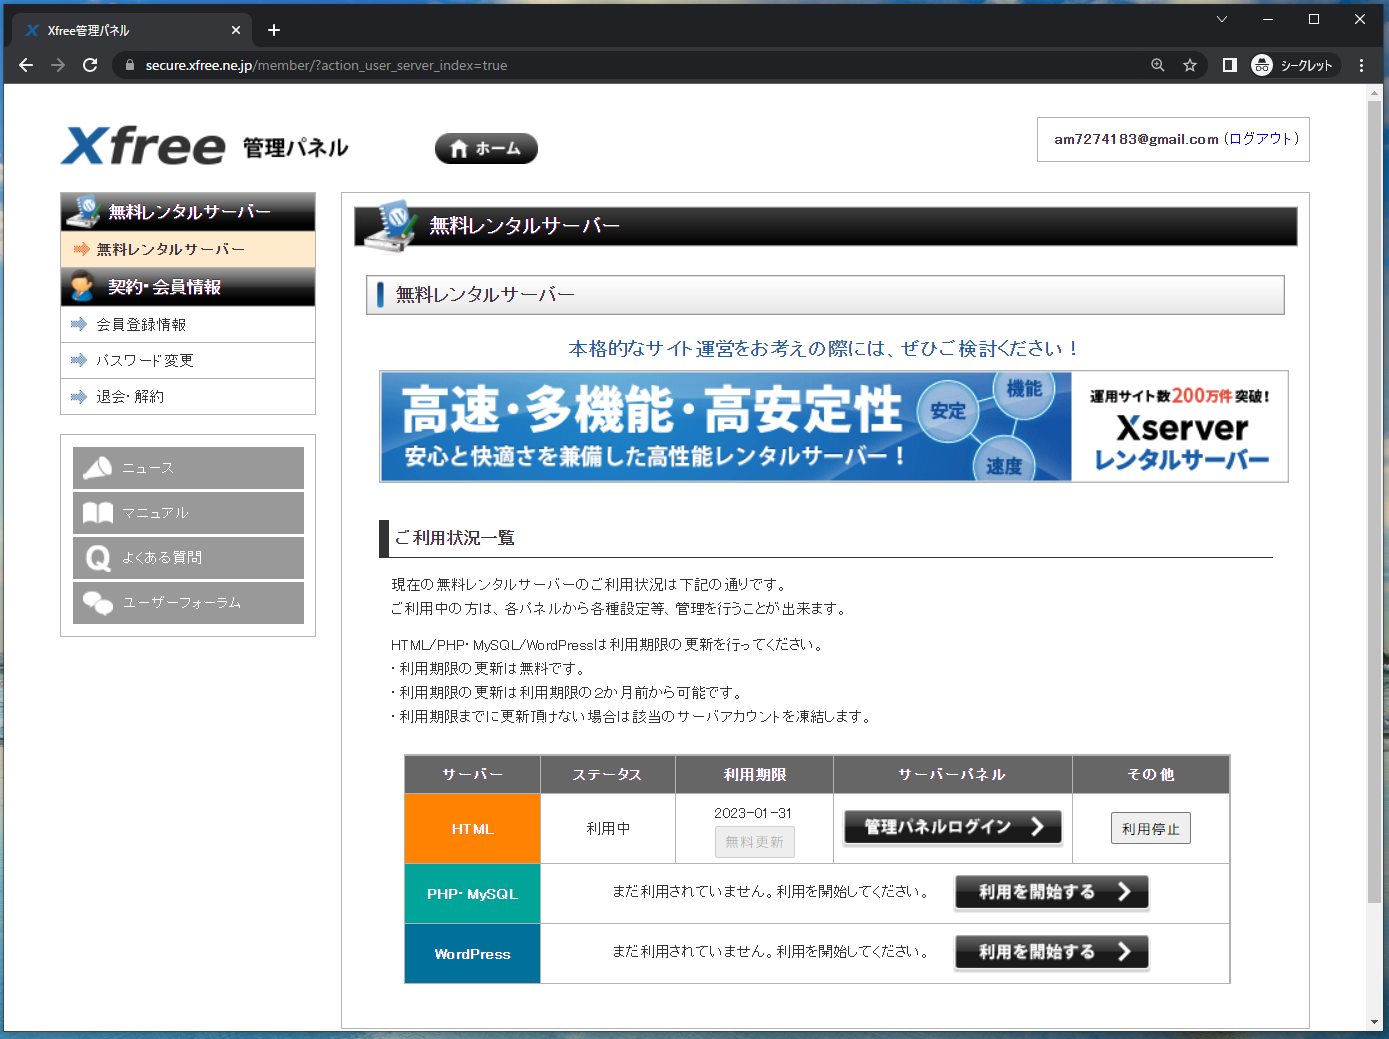 Xfree管理パネル
secure.xfree.ne.jp/member/?action_user_server_index=true
シークレット
Xfree 管理パネル
ホーム
am7274183@gmail.com (ログアウト)
無料レンタルサーバー
無料レンタルサーバー
契約・会員情報
会員登録情報
パスワード変更
退会・解約
ニュース
マニュアル
よくある質問
ユーザーフォーラム
無料レンタルサーバー
無料レンタルサーバー
本格的なサイト運営をお考えの際には、ぜひご検討ください！
高速・多機能・高安定性
安心と快適さを兼備した高性能レンタルサーバー！
安定
機能
速度
運用サイト数200万件突破!
Xserver
レンタルサーバー
ご利用状況一覧
現在の無料レンタルサーバーのご利用状況は下記の通りです。
ご利用中の方は、各パネルから各種設定等、管理を行うことが出来ます。
HTML/PHP・MySQL/WordPressは利用期限の更新を行ってください。
・利用期限の更新は無料です。
・利用期限の更新は利用期限の2か月前から可能です。
・利用期限までに更新頂けない場合は該当のサーバアカウントを凍結します。
サーバー ステータス 利用期限 サーバーパネル その他
HTML 利用中 2023-01-31 無料更新 管理パネルログイン 利用停止
PHP・MySQL まだ利用されていません。利用を開始してください。 利用を開始する
WordPress まだ利用されていません。利用を開始してください。 利用を開始する